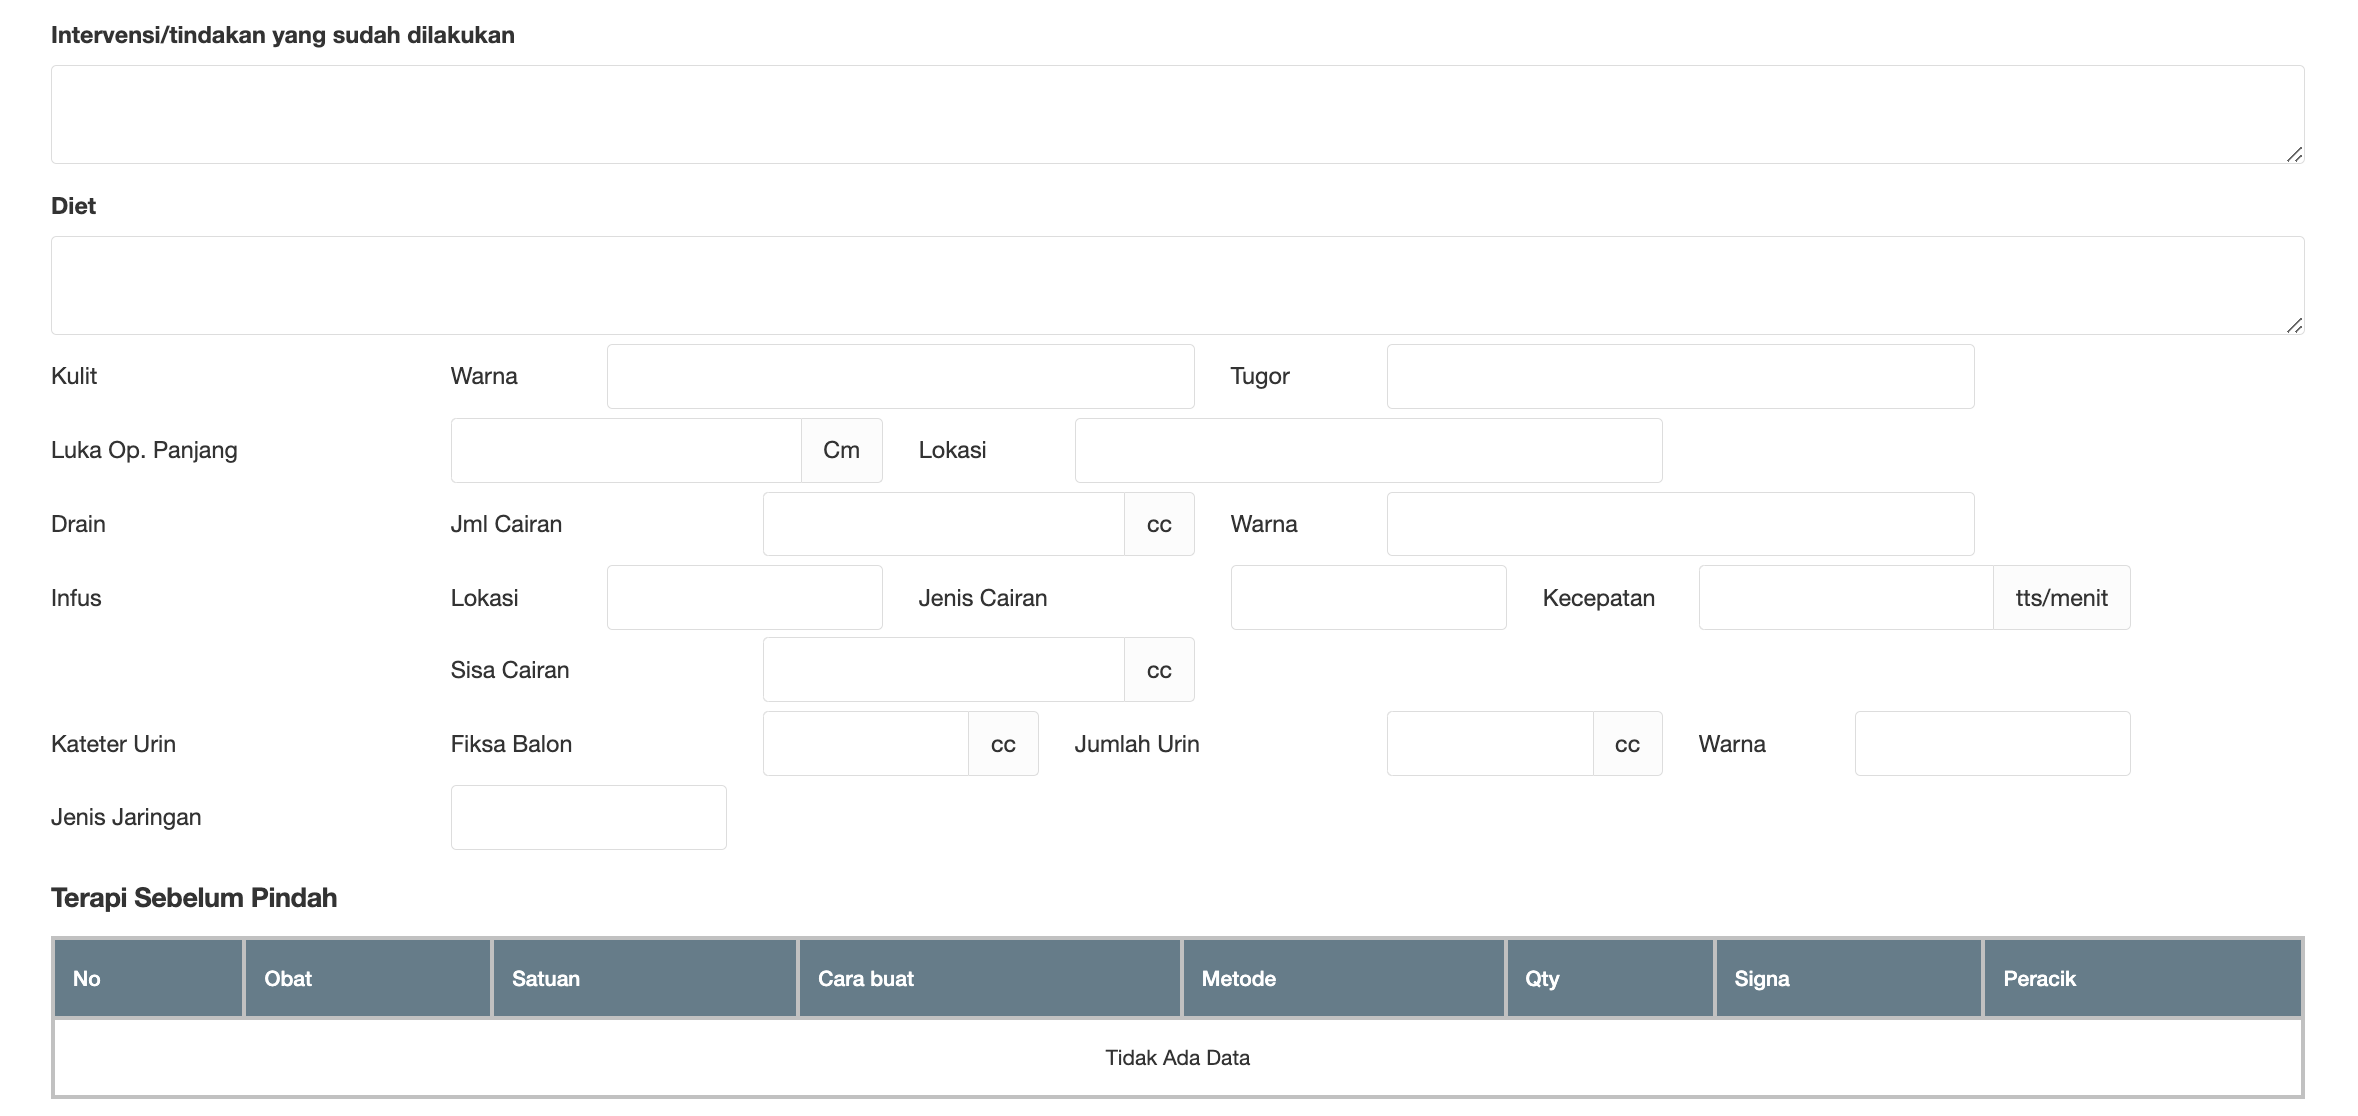 Intervensi/tindakan yang sudah dilakukan
Diet
Kulit Warna Tugor
Luka Op. Panjang Cm Lokasi
Drain Jml Cairan cc Warna
Infus Lokasi Jenis Cairan Kecepatan tts/menit
Sisa Cairan cc
Kateter Urin Fiksa Balon cc Jumlah Urin cc Warna
Jenis Jaringan
Terapi Sebelum Pindah
No Obat Satuan Cara buat Metode Qty Signa Peracik
Tidak Ada Data